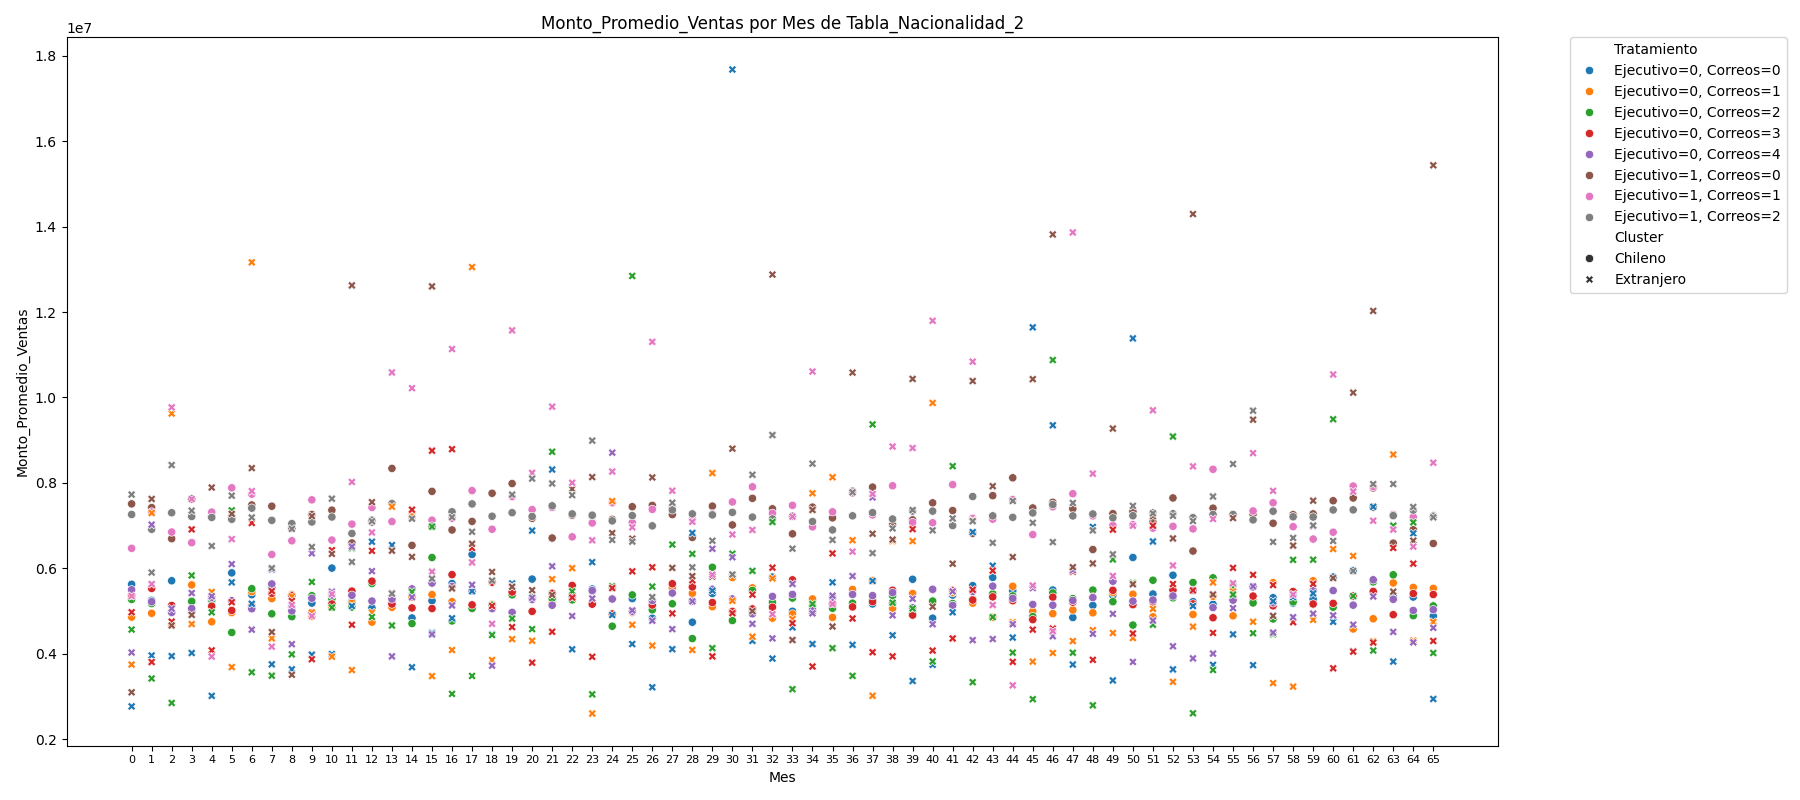 Monto_Promedio_Ventas por Mes de Tabla_Nacionalidad_2
1e7
1.8
1.6
1.4
1.2
1.0
0.8
0.6
0.4
0.2
Monto_Promedio_Ventas
0 1 2 3 4 5 6 7 8 9 10 11 12 13 14 15 16 17 18 19 20 21 22 23 24 25 26 27 28 29 30 31 32 33 34 35 36 37 38 39 40 41 42 43 44 45 46 47 48 49 50 51 52 53 54 55 56 57 58 59 60 61 62 63 64 65
Mes
Tratamiento
Ejecutivo=0, Correos=0
Ejecutivo=0, Correos=1
Ejecutivo=0, Correos=2
Ejecutivo=0, Correos=3
Ejecutivo=0, Correos=4
Ejecutivo=1, Correos=0
Ejecutivo=1, Correos=1
Ejecutivo=1, Correos=2
Cluster
Chileno
Extranjero